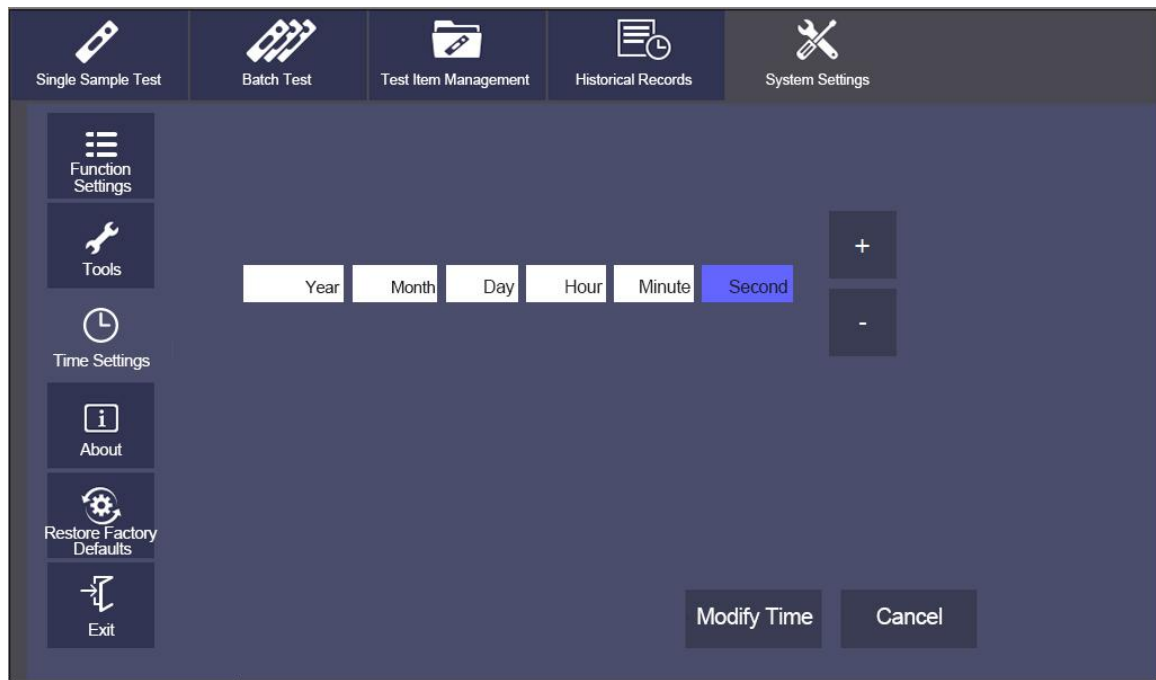 Single Sample Test
Batch Test
Test Item Management
Historical Records
System Settings
Function
Settings
Tools
Time Settings
i
About
Restore Factory
Defaults
Exit
Year Month Day Hour Minute Second
+
-
Modify Time
Cancel